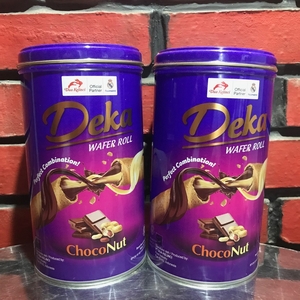 Official
Partner
Deka
WAFER ROLL
Perfect Combination!
ChocoNut
Official
Partner
Deka
WAFER ROLL
Perfect Combination!
ChocoNut